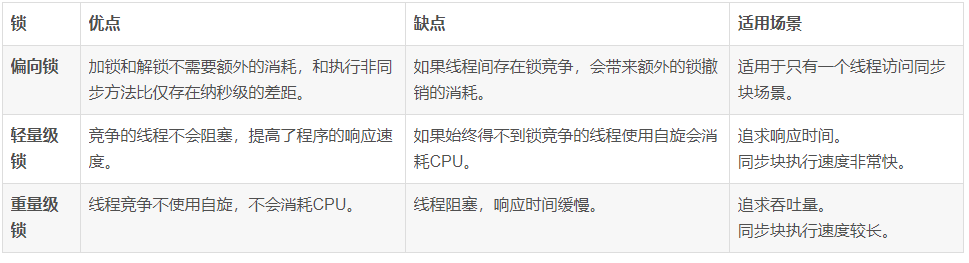 锁 优点 缺点 适用场景
偏向锁 加锁和解锁不需要额外的消耗，和执行非同 如果线程间存在锁竞争，会带来额外的锁撤 适用于只有一个线程访问同步
步方法比仅存在纳秒级的差距。 销的消耗。 块场景。
轻量级 竞争的线程不会阻塞，提高了程序的响应速 如果始终得不到锁竞争的线程使用自旋会消 追求响应时间。
锁 度。 耗CPU。 同步块执行速度非常快。
重量级 线程竞争不使用自旋，不会消耗CPU。 线程阻塞，响应时间缓慢。 追求吞吐量。
锁 同步块执行速度较长。